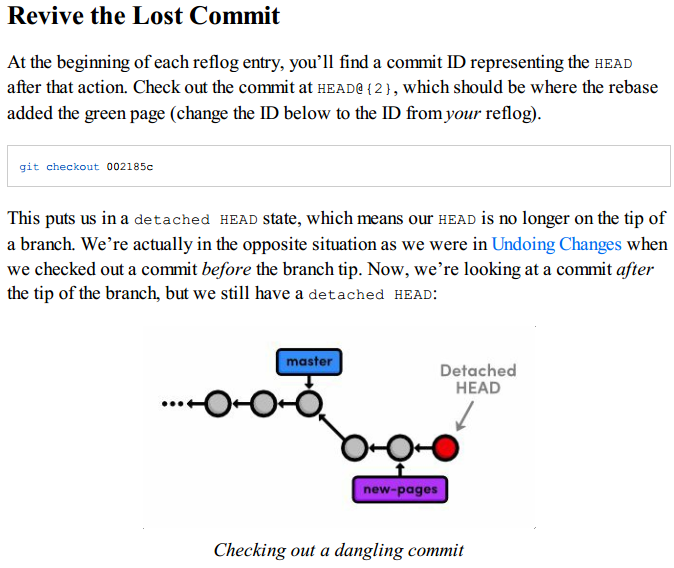 Revive the Lost Commit
At the beginning of each reflog entry, you’ll find a commit ID representing the HEAD
after that action. Check out the commit at HEAD@{2}, which should be where the rebase
added the green page (change the ID below to the ID from your reflog).
git checkout 002185c
This puts us in a detached HEAD state, which means our HEAD is no longer on the tip of
a branch. We’re actually in the opposite situation as we were in Undoing Changes when
we checked out a commit before the branch tip. Now, we’re looking at a commit after
the tip of the branch, but we still have a detached HEAD:
master
Detached
HEAD
new-pages
Checking out a dangling commit